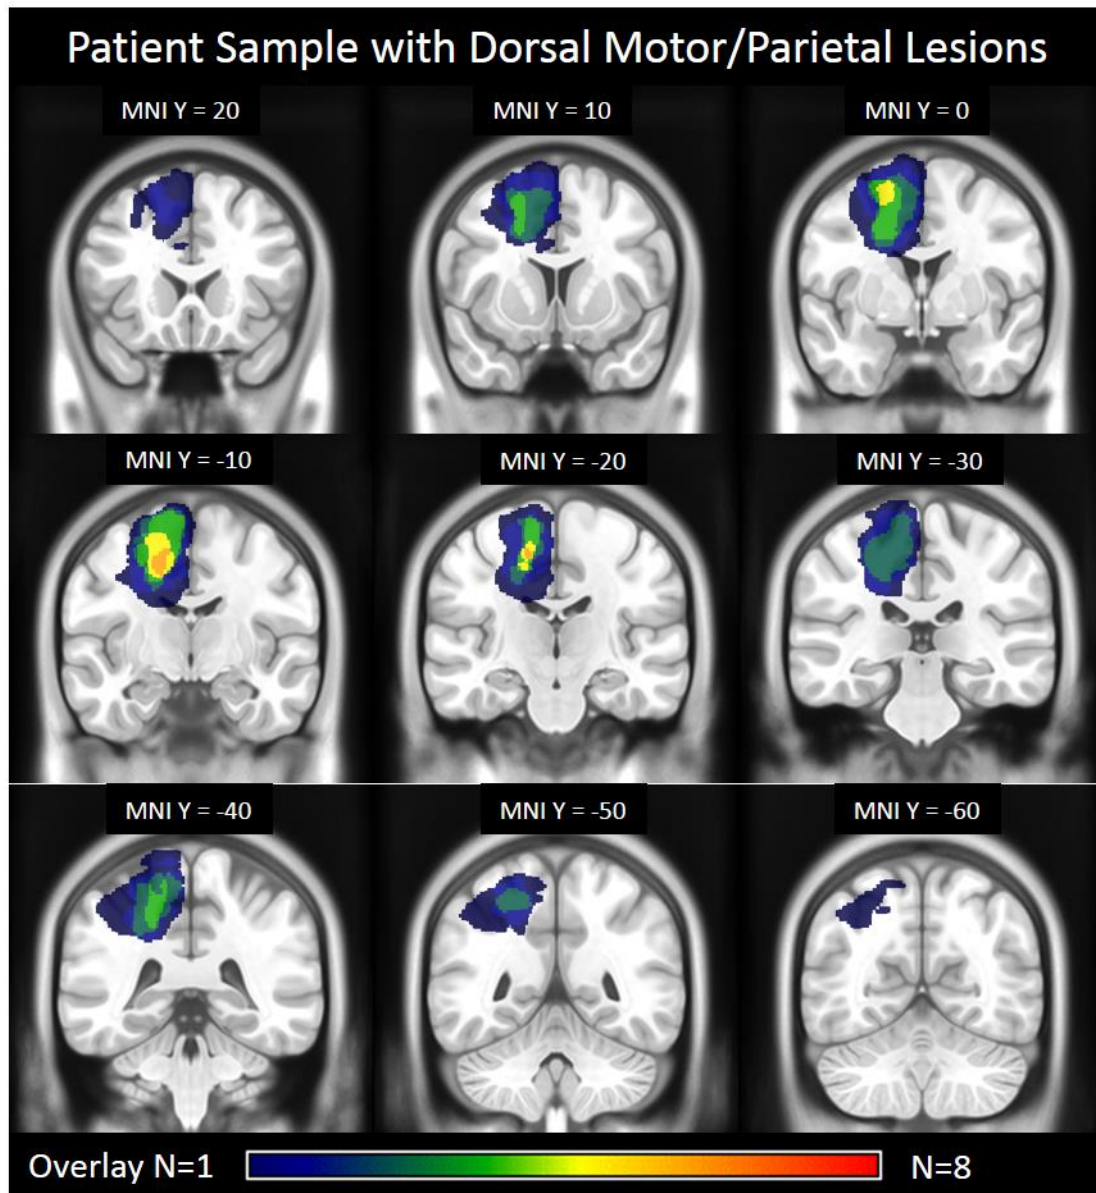 Patient Sample with Dorsal Motor/Parietal Lesions
MNI Y = 20
MNI Y = 10
MNI Y = 0
MNI Y = -10
MNI Y = -20
MNI Y = -30
MNI Y = -40
MNI Y = -50
MNI Y = -60
Overlay N=1
N=8